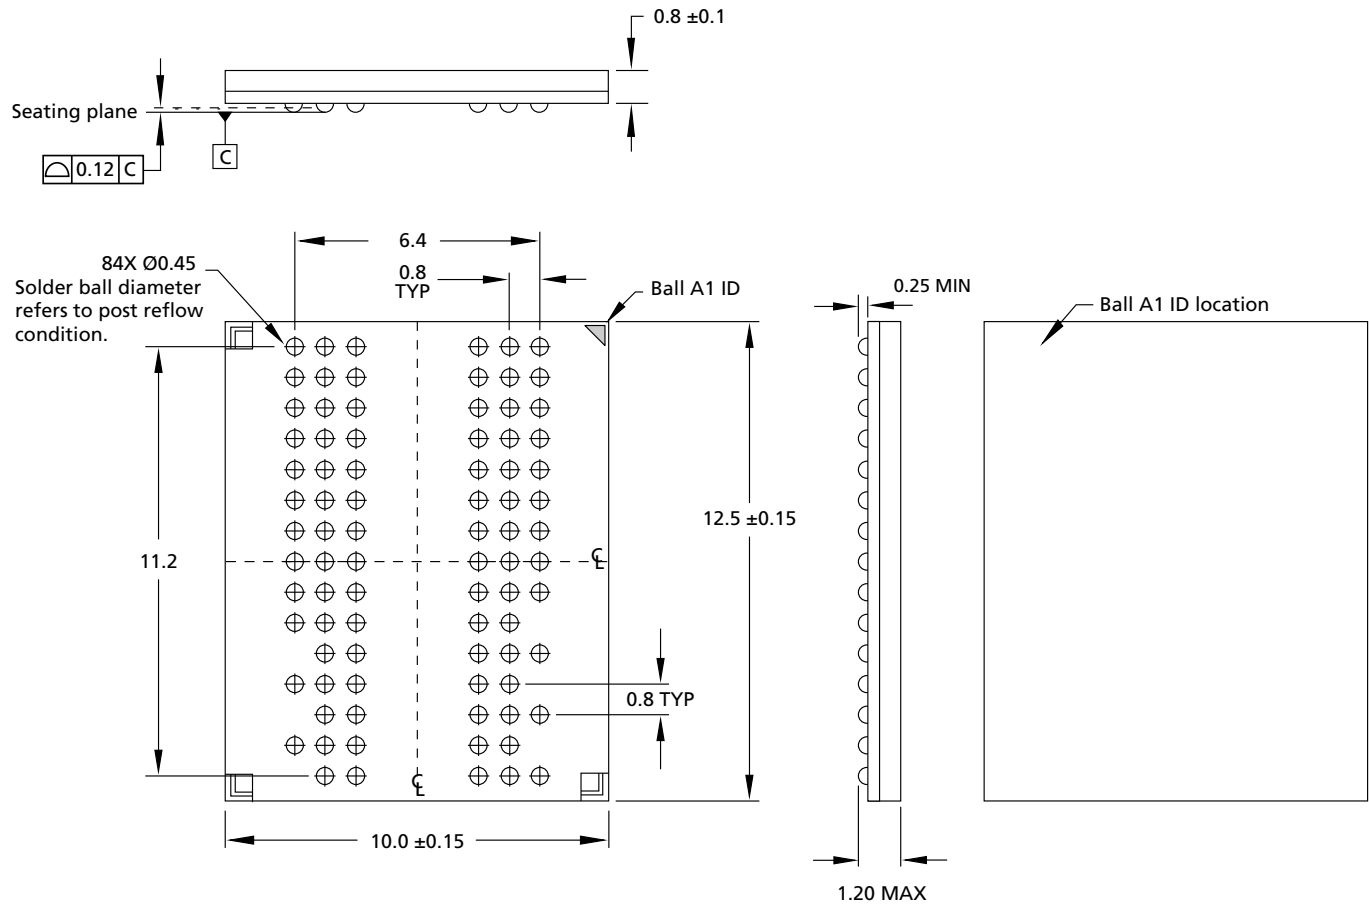 0.8 ±0.1
Seating plane
0.12 C
C
6.4
84X Ø0.45
Solder ball diameter
refers to post reflow
condition.
0.8
TYP
Ball A1 ID
0.25 MIN
Ball A1 ID location
12.5 ±0.15
11.2
CL
0.8 TYP
CL
10.0 ±0.15
1.20 MAX